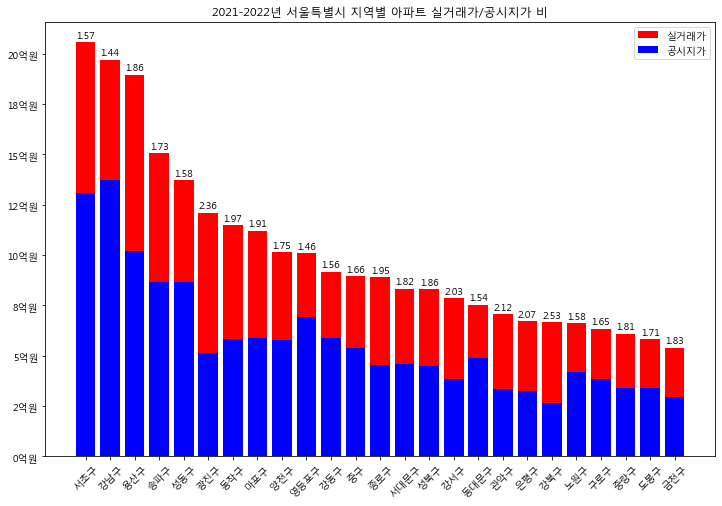 2021-2022년 서울특별시 지역별 아파트 실거래가/공시지가 비
실거래가
공시지가
20억원
18억원
15억원
12억원
10억원
8억원
5억원
2억원
0억원
1.57
1.44
1.86
1.73
1.58
2.36
1.97
1.91
1.75
1.46
1.56
1.66
1.95
1.82
1.86
2.03
1.54
2.12
2.07
2.53
1.58
1.65
1.81
1.71
1.83
서초구
강남구
용산구
송파구
성동구
광진구
동작구
마포구
양천구
영등포구
강동구
중구
종로구
서대문구
성북구
강서구
동대문구
관악구
은평구
강북구
노원구
구로구
중랑구
도봉구
금천구